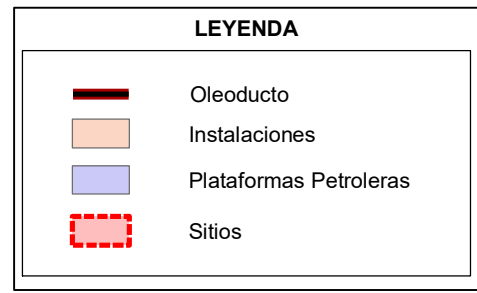 LEYENDA
Oleoducto
Instalaciones
Plataformas Petroleras
Sitios